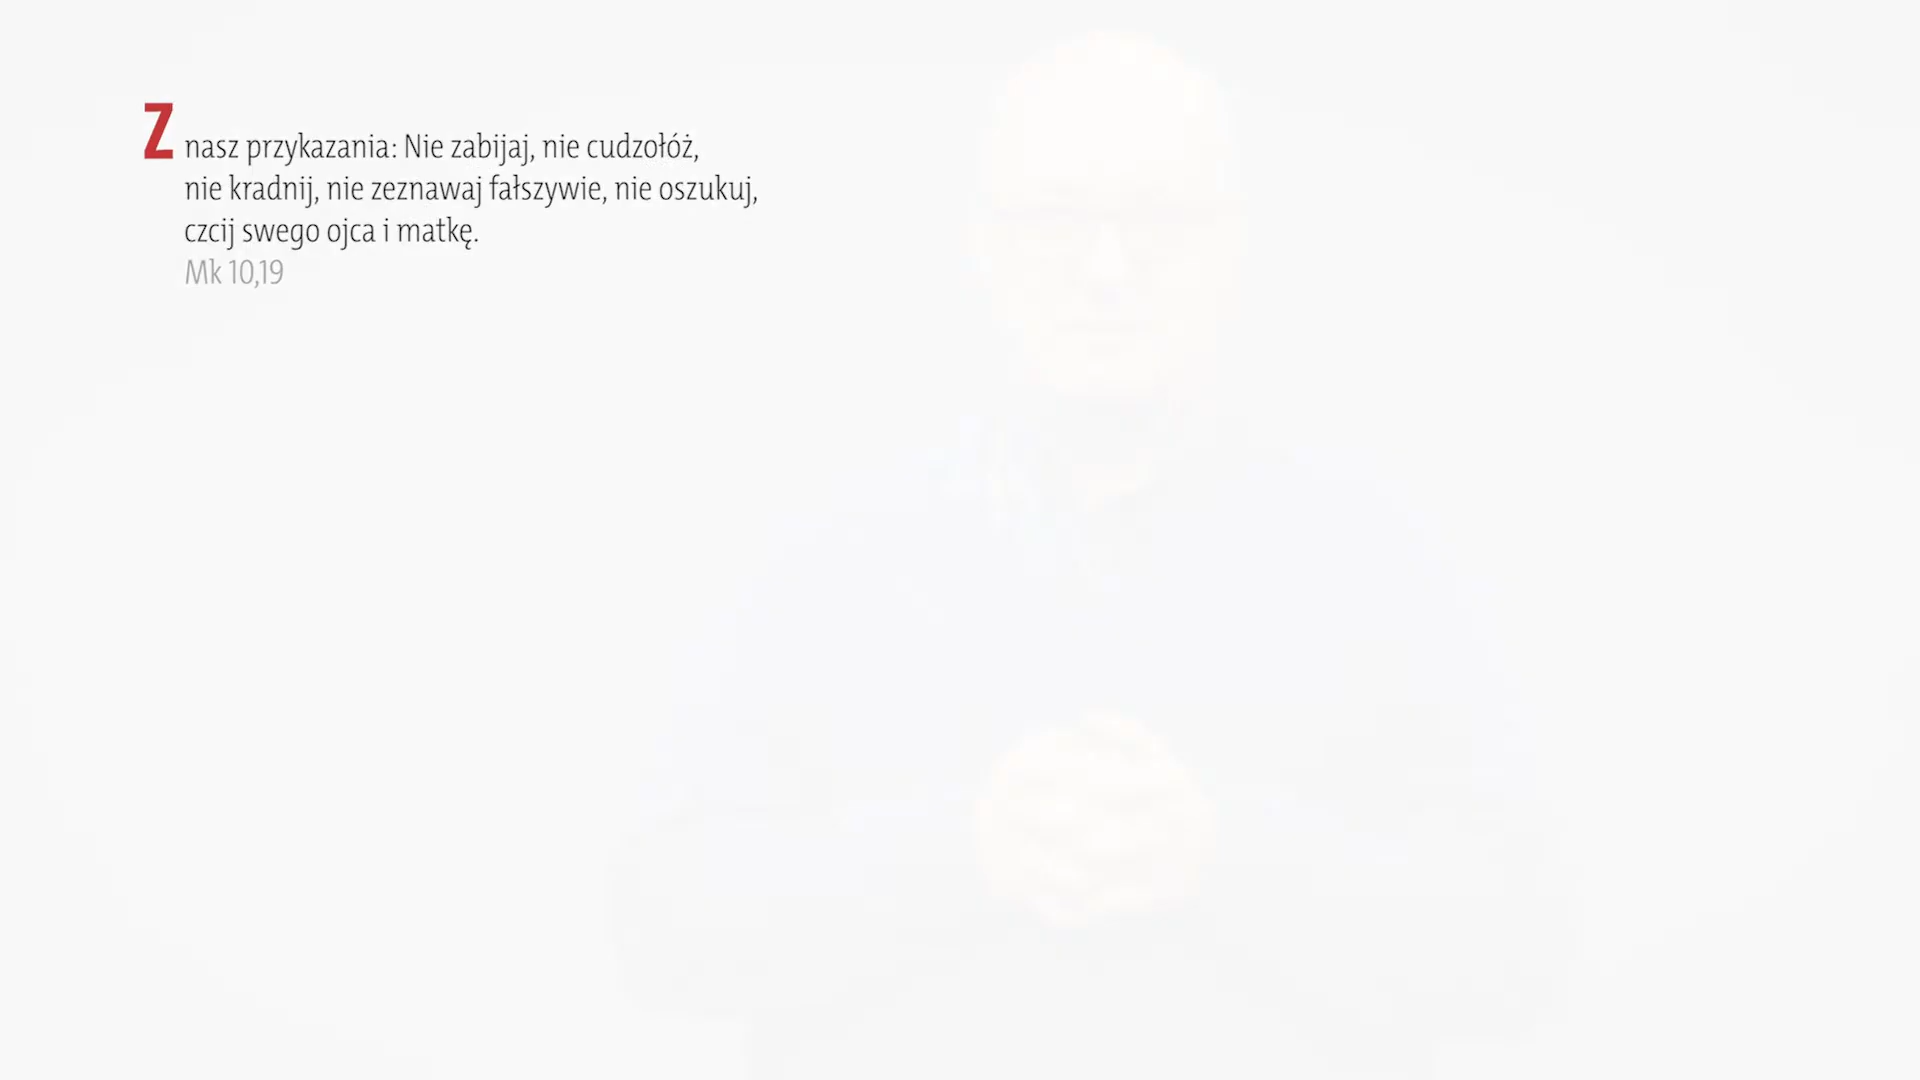 Znasz przykazania: Nie zabijaj, nie cudzołóż,
nie kradnij, nie zeznawaj fałszywie, nie oszukuj,
czcij swego ojca i matkę.
Mk 10,19